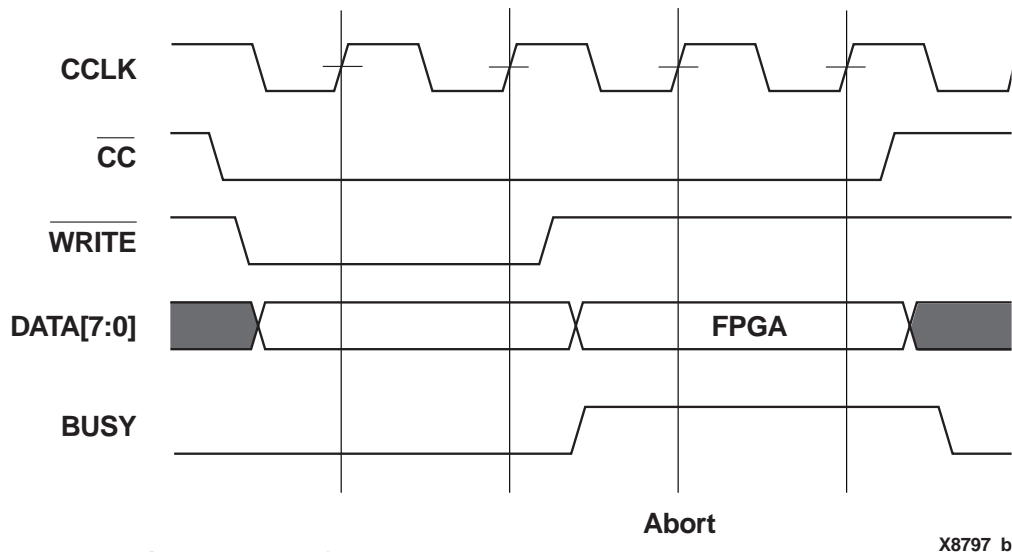 CCLK
CC
WRITE
DATA[7:0]
FPGA
BUSY
Abort
X8797_b